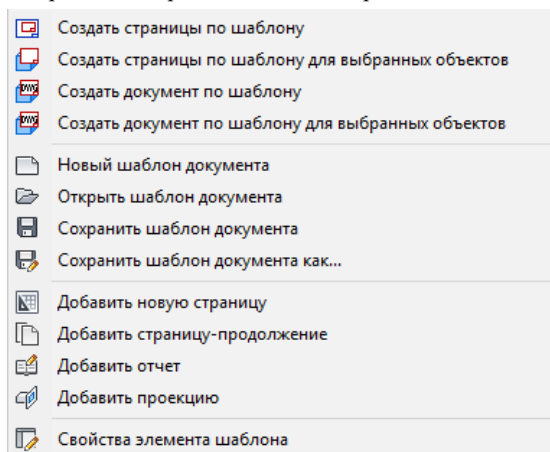 Создать страницы по шаблону
Создать страницы по шаблону для выбранных объектов
Создать документ по шаблону
Создать документ по шаблону для выбранных объектов
Новый шаблон документа
Открыть шаблон документа
Сохранить шаблон документа
Сохранить шаблон документа как...
Добавить новую страницу
Добавить страницу-продолжение
Добавить отчет
Добавить проекцию
Свойства элемента шаблона